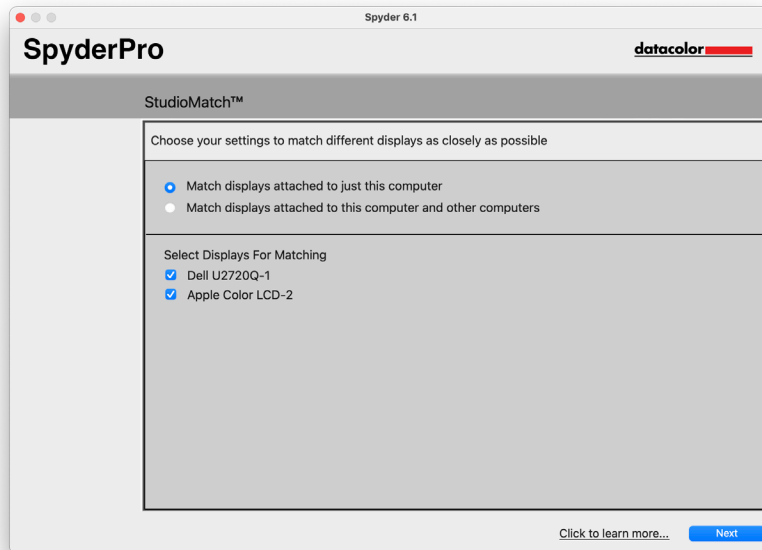 Spyder 6.1
SpyderPro
datacolor
StudioMatch™
Choose your settings to match different displays as closely as possible
Match displays attached to just this computer
Match displays attached to this computer and other computers
Select Displays For Matching
Dell U2720Q-1
Apple Color LCD-2
Click to learn more...
Next